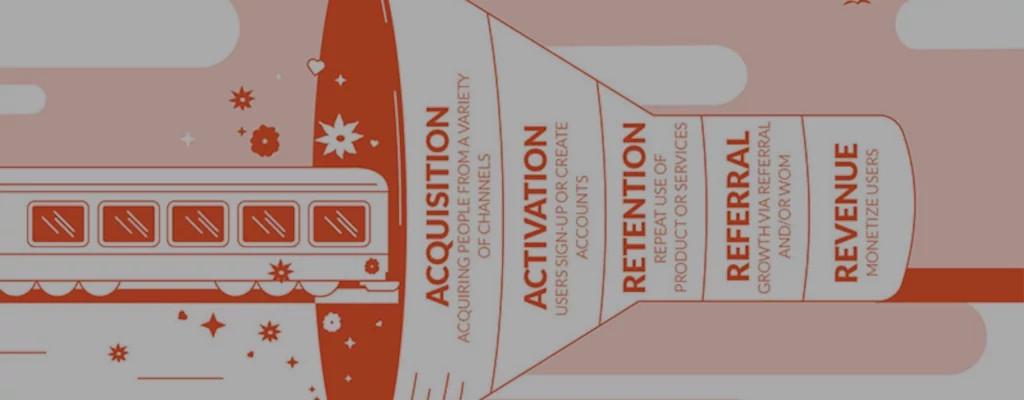 ACQUISITION
ACQUIRING PEOPLE FROM A VARIETY
OF CHANNELS
ACTIVATION
USERS SIGN-UP OR CREATE
ACCOUNTS
RETENTION
REPEAT USE OF
PRODUCT OR SERVICES
REFERRAL
GROWTH VIA REFERRAL
AND/OR WOM
REVENUE
MONETIZE USERS